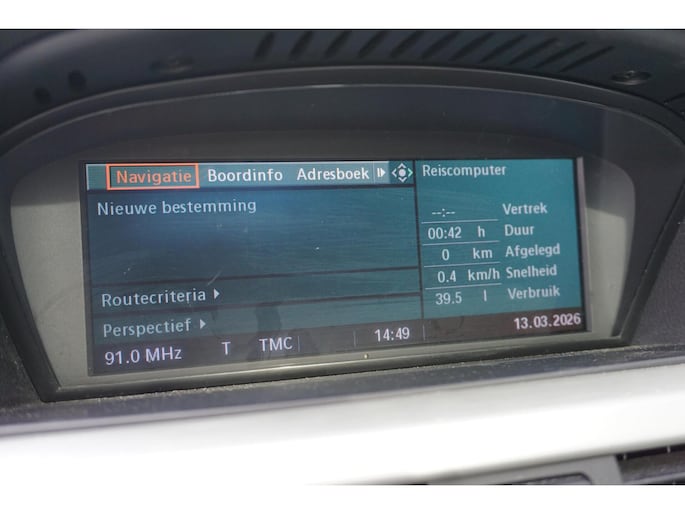 Navigatie Boordinfo Adresboek
Nieuwe bestemming
Routecriteria
Perspectief
91.0 MHz T TMC 14:49
Reiscomputer
--:-- Vertrek
00:42 h Duur
0 km Afgelegd
0.4 km/h Snelheid
39.5 l Verbruik
13.03.2026